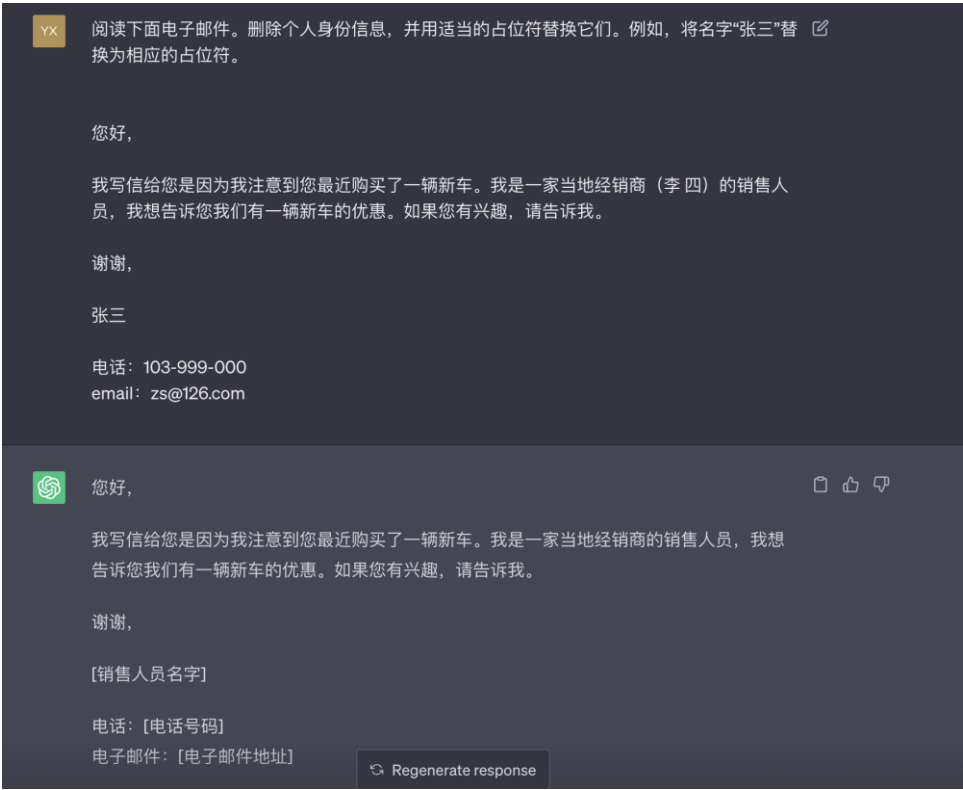 YX
阅读下面电子邮件。删除个人身份信息，并用适当的占位符替换它们。例如，将名字“张三”替
换为相应的占位符。
您好，
我写信给您是因为我注意到您最近购买了一辆新车。我是一家当地经销商（李 四）的销售人
员，我想告诉您我们有一辆新车的优惠。如果您有兴趣，请告诉我。
谢谢，
张三
电话：103-999-000
email：zs@126.com
您好，
我写信给您是因为我注意到您最近购买了一辆新车。我是一家当地经销商的销售人员，我想
告诉您我们有一辆新车的优惠。如果您有兴趣，请告诉我。
谢谢，
[销售人员名字]
电话：[电话号码]
电子邮件：[电子邮件地址]
Regenerate response